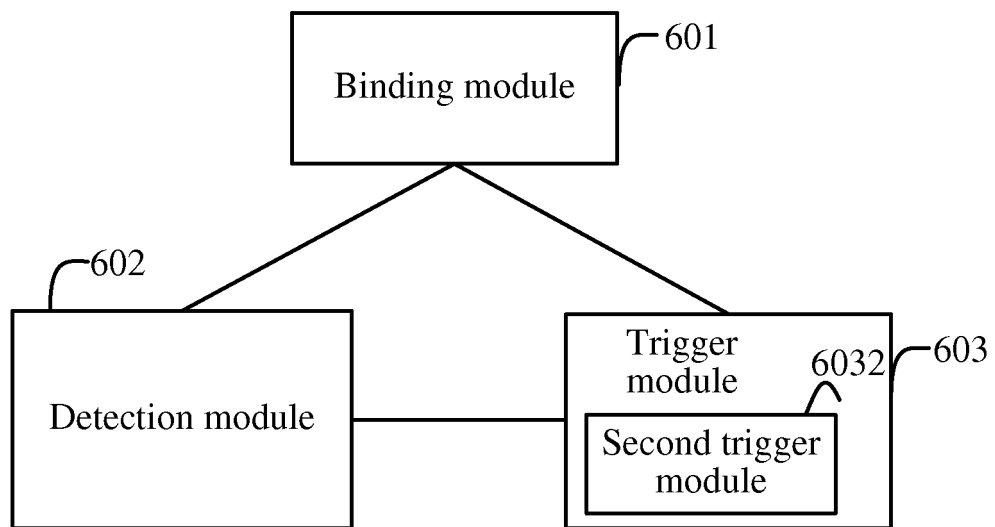 601
Binding module
602
Trigger
module
603
6032
Detection module
Second trigger
module